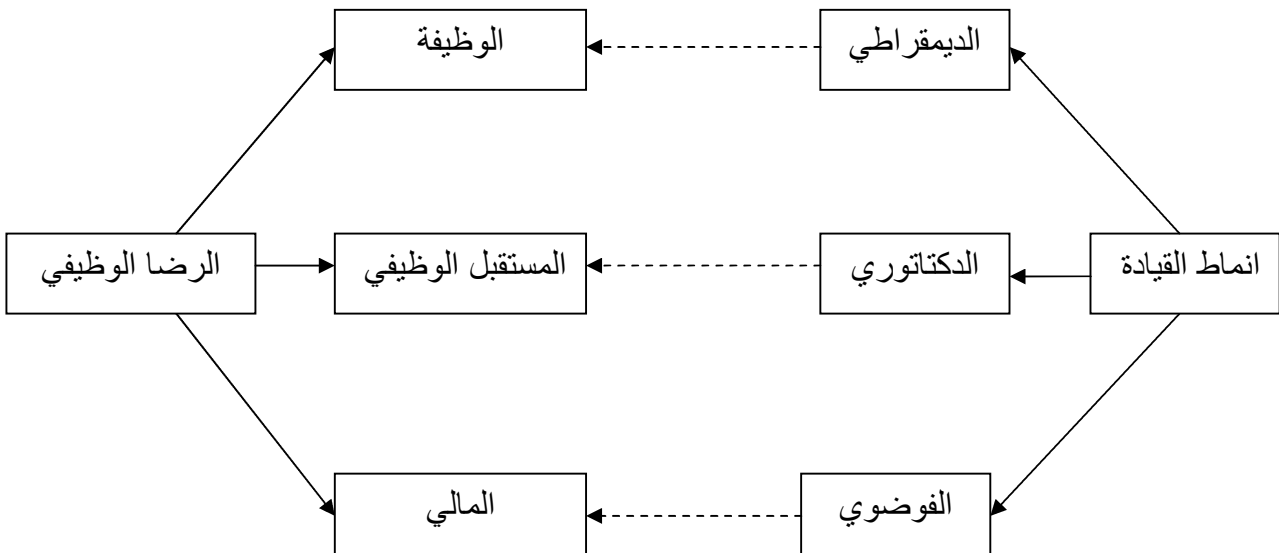 الديمقراطي
الوظيفة
انماط القيادة
الدكتاتوري
المستقبل الوظيفي
الرضا الوظيفي
الفوضوي
المالي